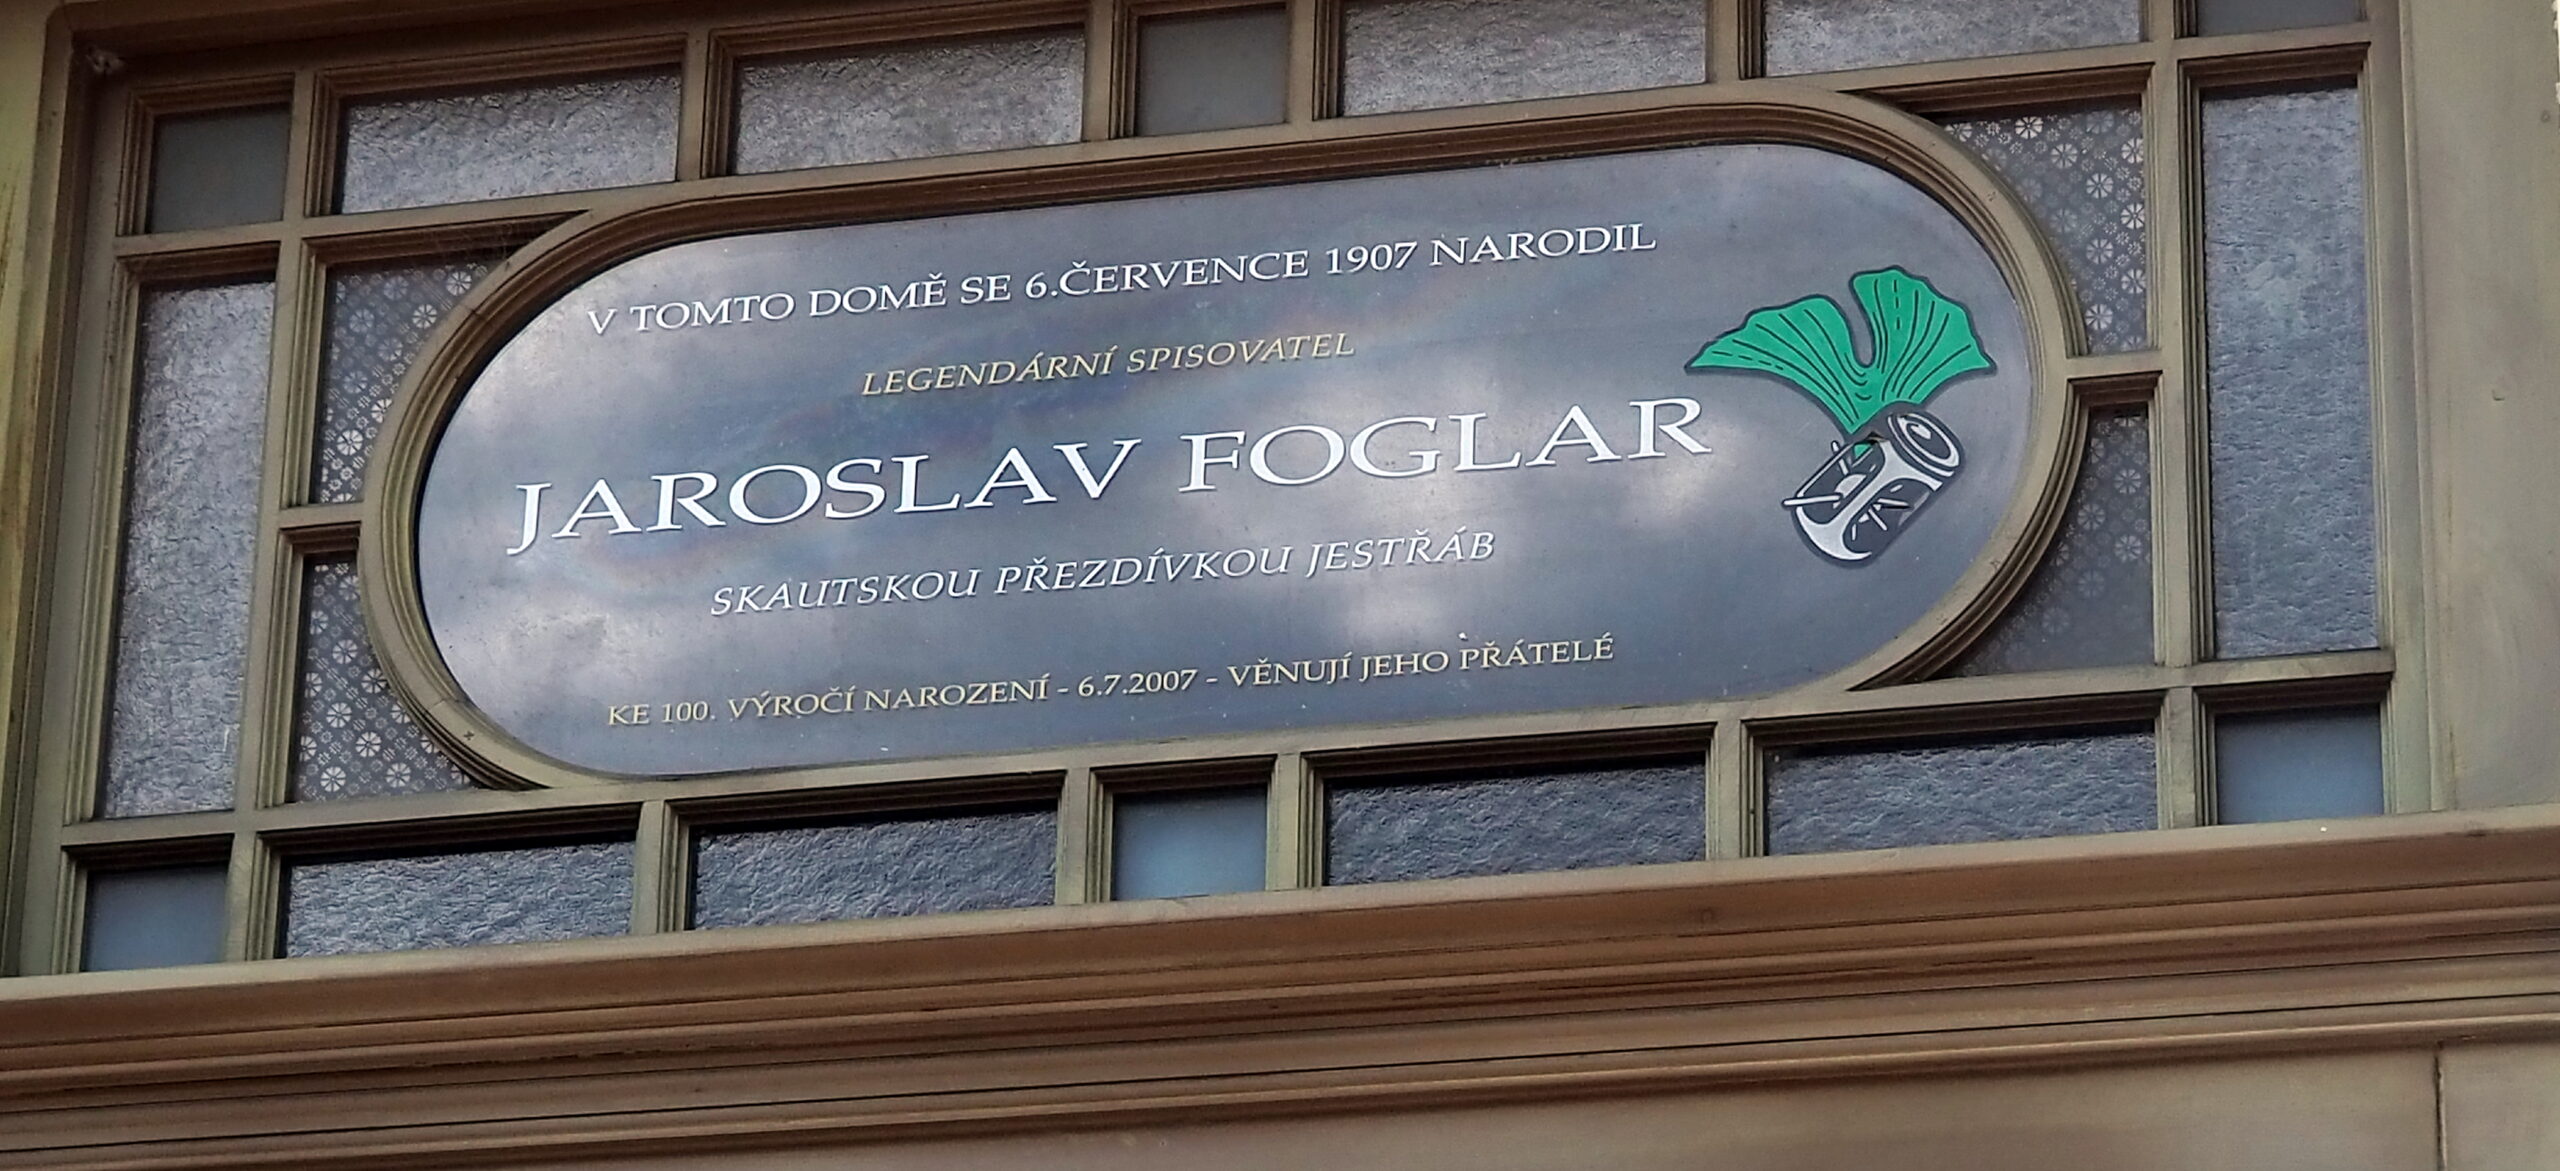 V TOMTO DOMĚ SE 6.ČERVENCE 1907 NARODIL
LEGENDÁRNÍ SPISOVATEL
JAROSLAV FOGLAR
SKAUTSKOU PŘEZDÍVKOU JESTŘÁB
KE 100. VÝROČÍ NAROZENÍ - 6.7.2007 - VĚNUJÍ JEHO PŘÁTELÉ